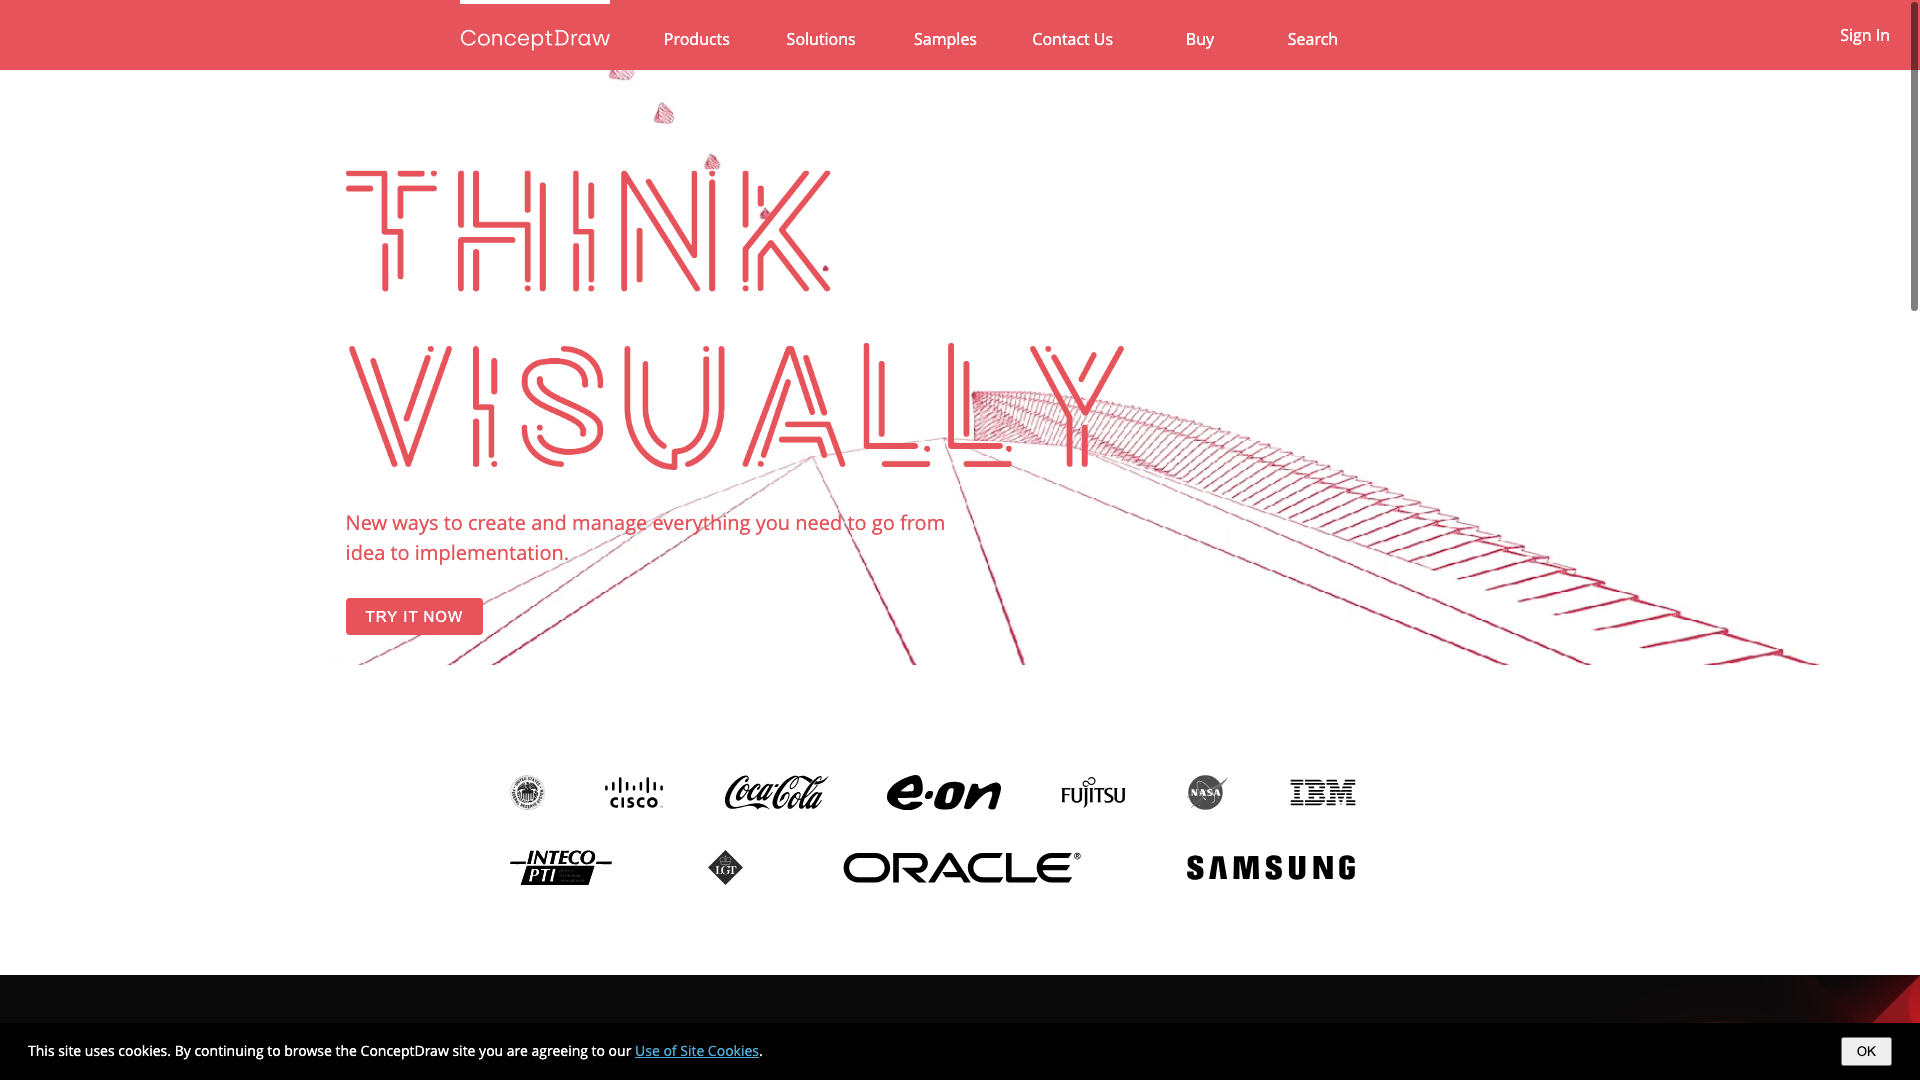 ConceptDraw
Products
Solutions
Samples
Contact Us
Buy
Search
Sign In
THINK
VISUALLY
New ways to create and manage everything you need to go from
idea to implementation.
TRY IT NOW
CISCO
Coca-Cola
e·on
FUJITSU
NASA
IBM
INTECO
PTI
LGT
ORACLE®
SAMSUNG
This site uses cookies. By continuing to browse the ConceptDraw site you are agreeing to our Use of Site Cookies.
OK